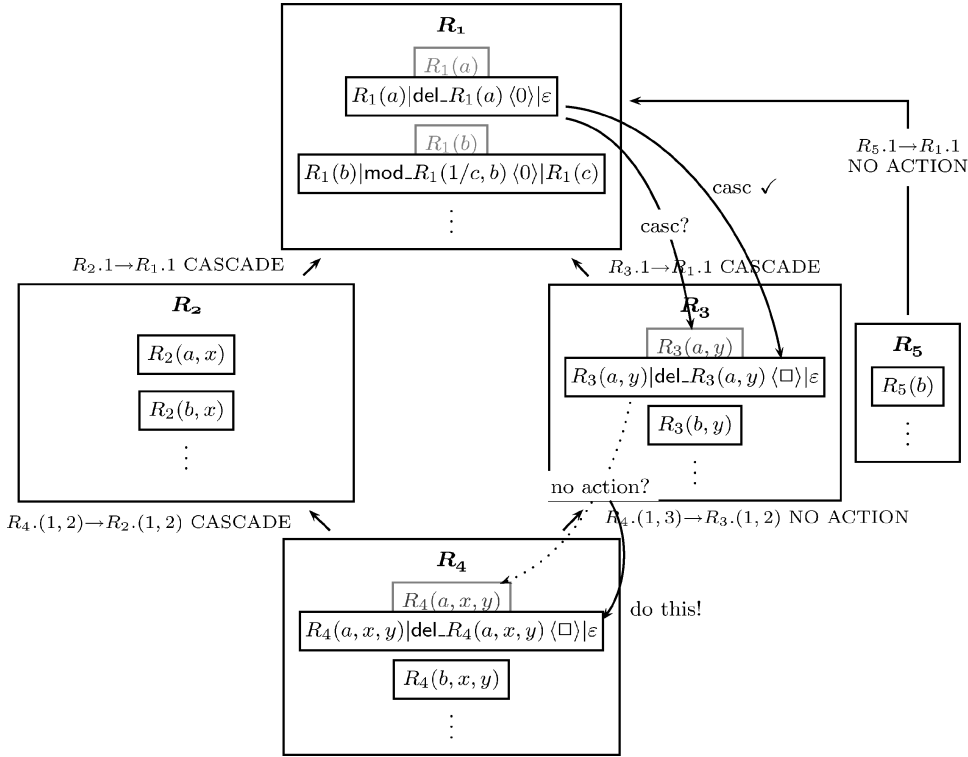 R₁
R₁(a)
R₁(a)|del_R₁(a) ⟨0⟩|ε
R₁(b)
R₁(b)|mod_R₁(1/c, b) ⟨0⟩|R₁(c)
⋮
R₅.1→R₁.1
NO ACTION
casc ✓
casc?
R₂.1→R₁.1 CASCADE
R₃.1→R₁.1 CASCADE
R₂
R₂(a, x)
R₂(b, x)
⋮
R₃
R₃(a, y)
R₃(a, y)|del_R₃(a, y) ⟨□⟩|ε
R₃(b, y)
⋮
R₅
R₅(b)
⋮
no action?
R₄.(1, 2)→R₂.(1, 2) CASCADE
R₄.(1, 3)→R₃.(1, 2) NO ACTION
R₄
R₄(a, x, y)
R₄(a, x, y)|del_R₄(a, x, y) ⟨□⟩|ε
do this!
R₄(b, x, y)
⋮